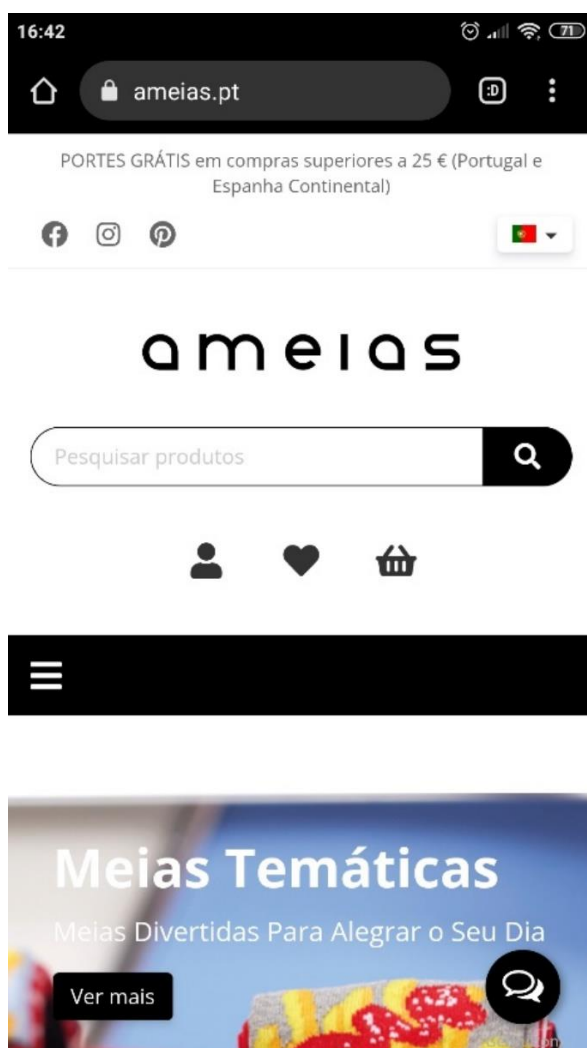 16:42
71
ameias.pt
:D
PORTES GRÁTIS em compras superiores a 25 € (Portugal e
Espanha Continental)
ameias
Pesquisar produtos
Meias Temáticas
Meias Divertidas Para Alegrar o Seu Dia
Ver mais